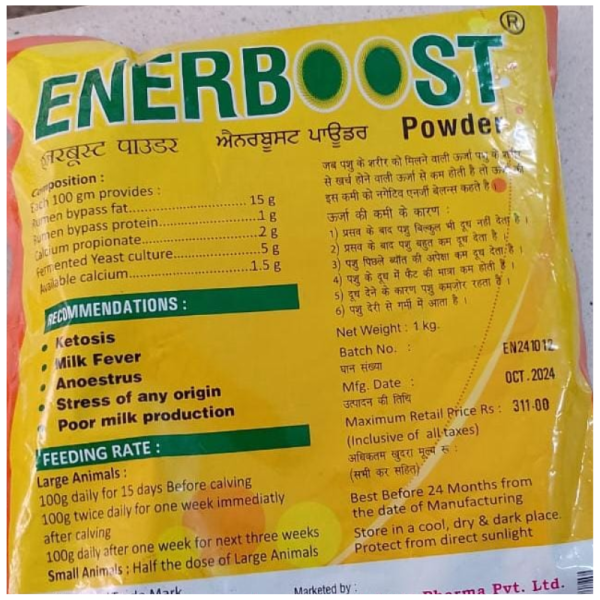 ENERBOOST ®
Powder
पाउडर
ਐਨਰਬੂਸਟ ਪਾਊਡਰ
Composition :
Each 100 gm provides :
Rumen bypass fat..................15 g
Rumen bypass protein..................1 g
Calcium propionate..................2 g
Fermented Yeast culture..................5 g
Available calcium..................1.5 g
RECOMMENDATIONS :
• Ketosis
• Milk Fever
• Anoestrus
• Stress of any origin
• Poor milk production
FEEDING RATE :
Large Animals :
100g daily for 15 days Before calving
100g twice daily for one week immediatly
after calving
100g daily after one week for next three weeks
Small Animals : Half the dose of Large Animals
जब पशु के शरीर को मिलने वाली ऊर्जा पशु के शरीर
से खर्च होने वाली ऊर्जा से कम होती है तो
इस कमी को नगेटिव एनर्जी बेलन्स कहते है
ऊर्जा की कमी के कारण :
1) प्रसव के बाद पशु बिल्कुल भी दूध नहीं देता है ।
2) प्रसव के बाद पशु बहुत कम दूध देता है ।
3) पशु पिछले ब्यॉत की अपेक्षा कम दूध देता है ।
4) पशु के दूध में फैट की मात्रा कम होती है ।
5) दूध देने के कारण पशु कमज़ोर रहता है ।
6) पशु देरी से गर्मी में आता है ।
Net Weight : 1 kg.
Batch No. : EN241012
घान संख्या
Mfg. Date : OCT.2024
उत्पादन की तिथि
Maximum Retail Price Rs : 311.00
(Inclusive of all taxes)
अधिकतम खुदरा मूल्य रू :
(सभी कर सहित)
Best Before 24 Months from
the date of Manufacturing
Store in a cool, dry & dark place.
Protect from direct sunlight
Mark
Marketed by :
Pharma Pvt. Ltd.